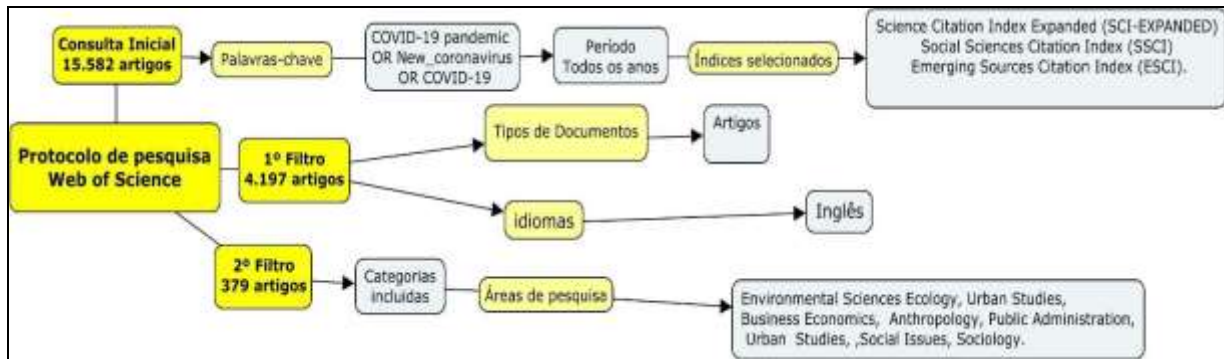 Consulta Inicial
15.582 artigos
Palavras-chave
COVID-19 pandemic
OR New_coronavirus
OR COVID-19
Período
Todos os anos
Índices selecionados
Science Citation Index Expanded (SCI-EXPANDED)
Social Sciences Citation Index (SSCI)
Emerging Sources Citation Index (ESCI).
Protocolo de pesquisa
Web of Science
1º Filtro
4.197 artigos
Tipos de Documentos
Artigos
idiomas
Inglês
2º Filtro
379 artigos
Categorias
incluidas
Áreas de pesquisa
Environmental Sciences Ecology, Urban Studies,
Business Economics, Anthropology, Public Administration,
Urban Studies, ,Social Issues, Sociology.